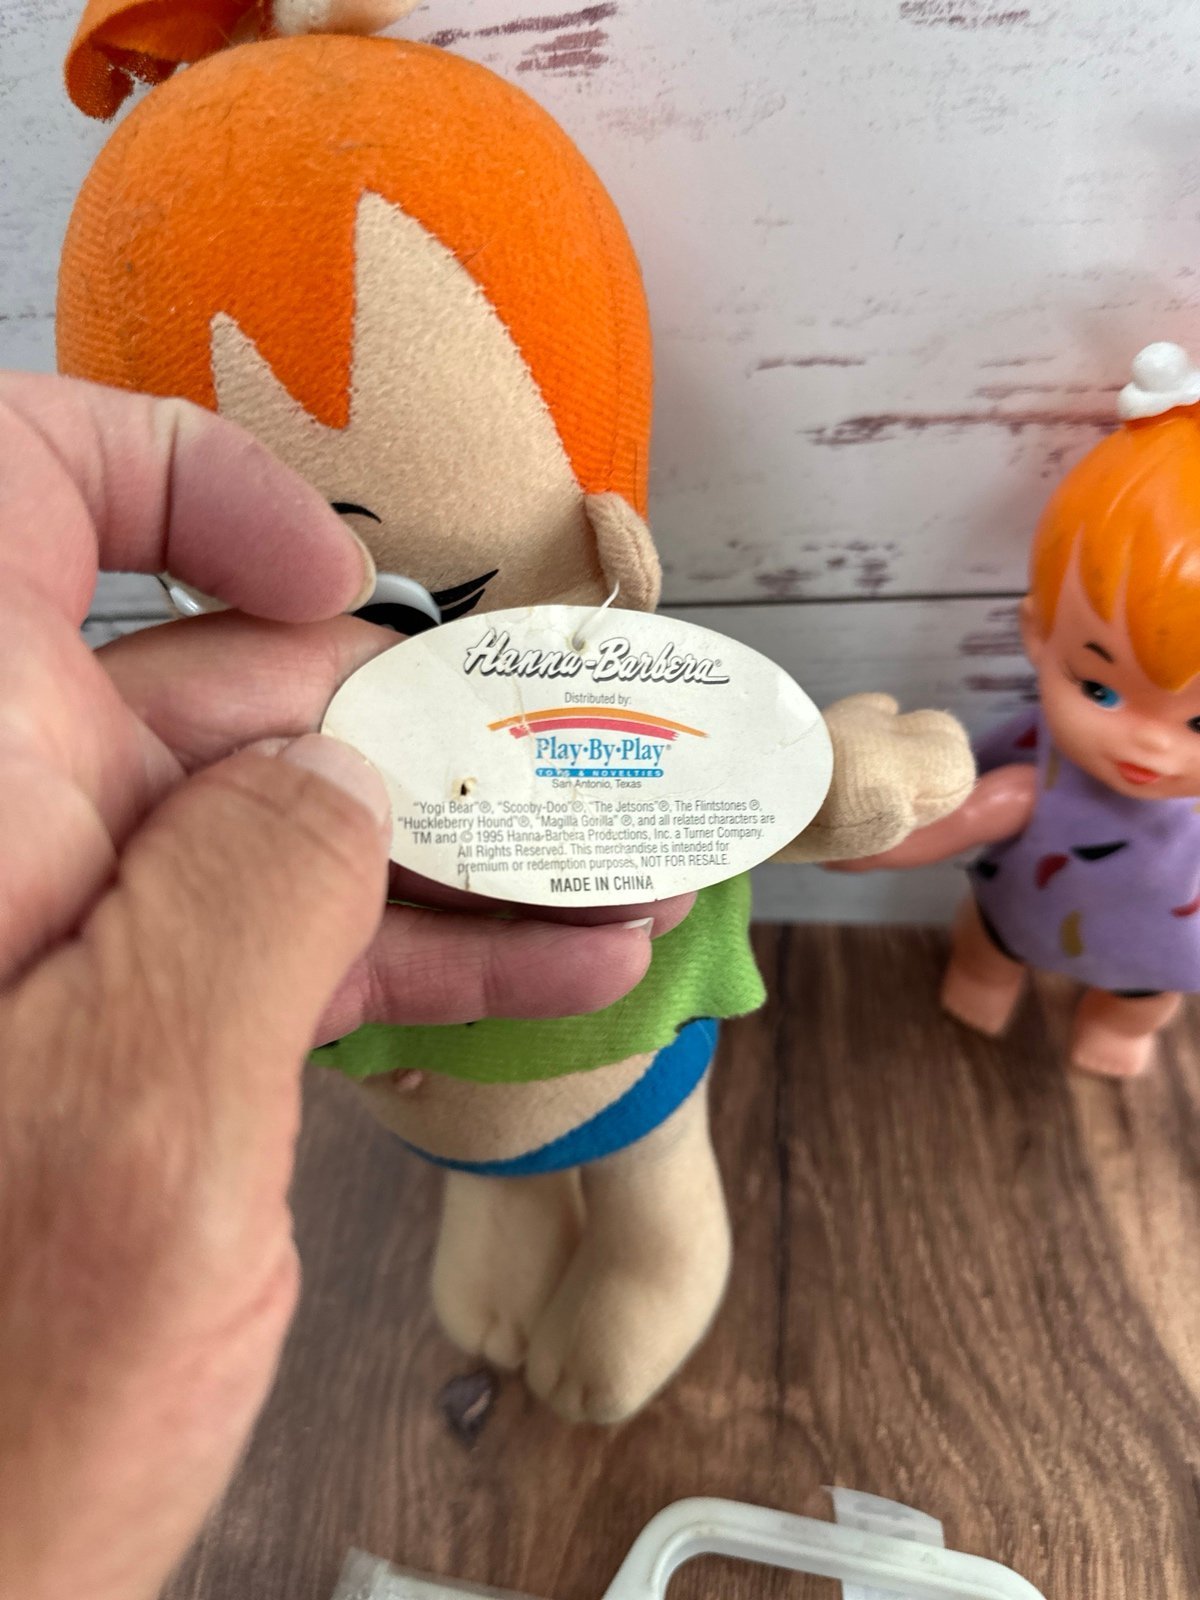 Hanna-Barbera®
Distributed by:
Play·By·Play®
TOYS & NOVELTIES
San Antonio, Texas
"Yogi Bear"®, "Scooby-Doo"®, "The Jetsons"®, The Flintstones ®,
"Huckleberry Hound"®, "Magilla Gorilla" ®, and all related characters are
TM and © 1995 Hanna-Barbera Productions, Inc. a Turner Company.
All Rights Reserved. This merchandise is intended for
premium or redemption purposes, NOT FOR RESALE.
MADE IN CHINA